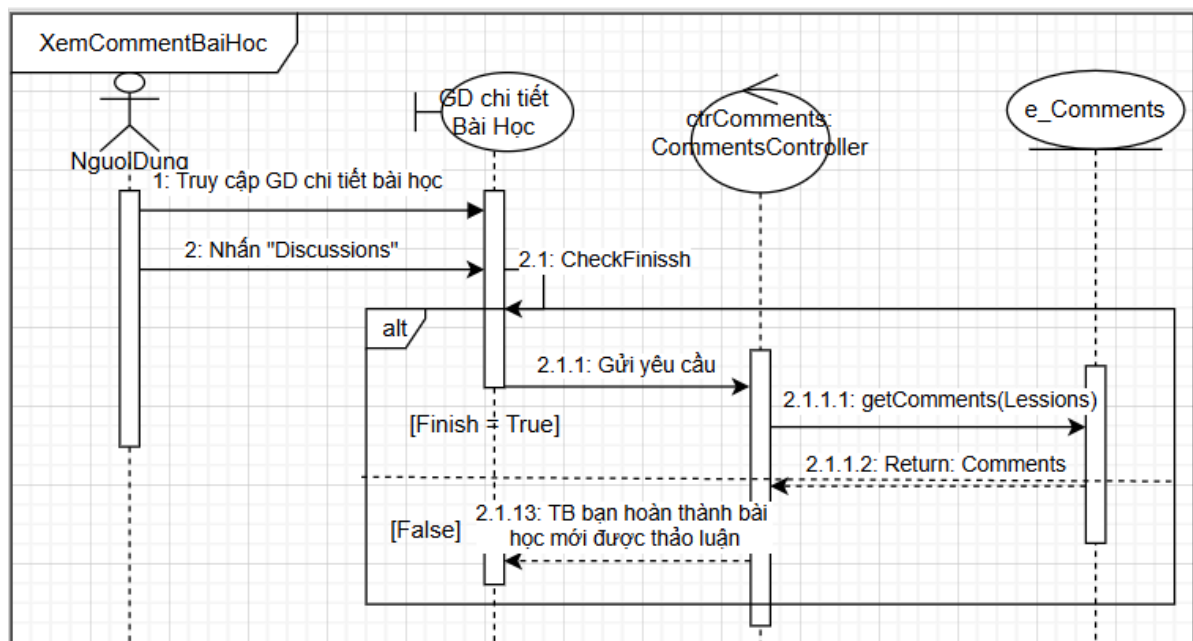 XemCommentBaiHoc
GD chi tiết
Bài Học
ctrComments:
CommentsController
e_Comments
NguoiDung
1: Truy cập GD chi tiết bài học
2: Nhấn "Discussions"
2.1: CheckFinissh
alt
2.1.1: Gửi yêu cầu
2.1.1.1: getComments(Lessions)
[Finish = True]
2.1.1.2: Return: Comments
2.1.13: TB bạn hoàn thành bài
học mới được thảo luận
[False]